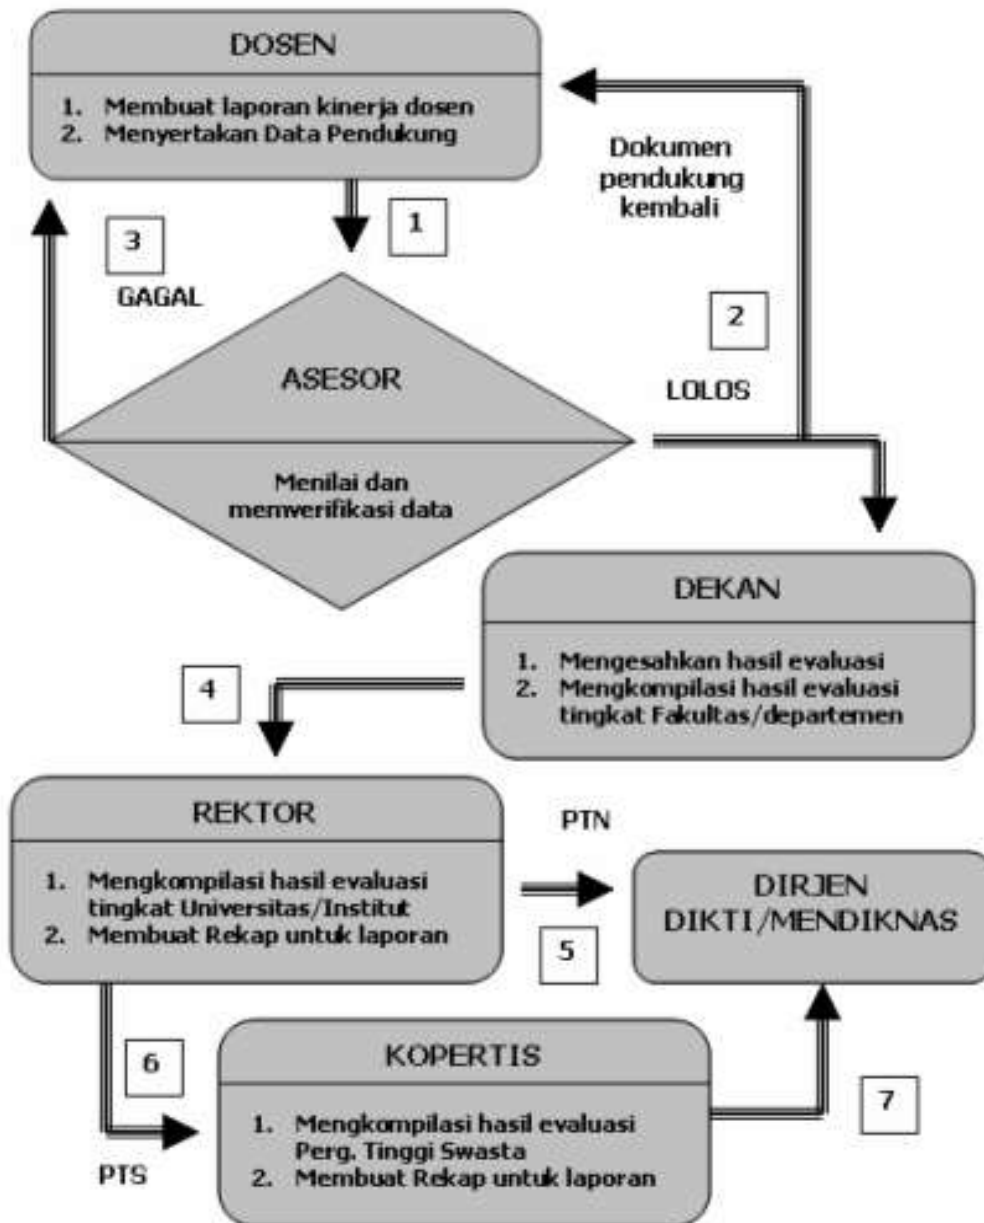 DOSEN
1. Membuat laporan kinerja dosen
2. Menyertakan Data Pendukung
Dokumen
pendukung
kembali
1
3
GAGAL
2
LOLOS
ASESOR
Menilai dan
memverifikasi data
DEKAN
1. Mengesahkan hasil evaluasi
2. Mengkompilasi hasil evaluasi
tingkat Fakultas/departemen
4
REKTOR
1. Mengkompilasi hasil evaluasi
tingkat Universitas/Institut
2. Membuat Rekap untuk laporan
PTN
5
DIRJEN
DIKTI/MENDIKNAS
6
PTS
KOPERTIS
1. Mengkompilasi hasil evaluasi
Perg. Tinggi Swasta
2. Membuat Rekap untuk laporan
7